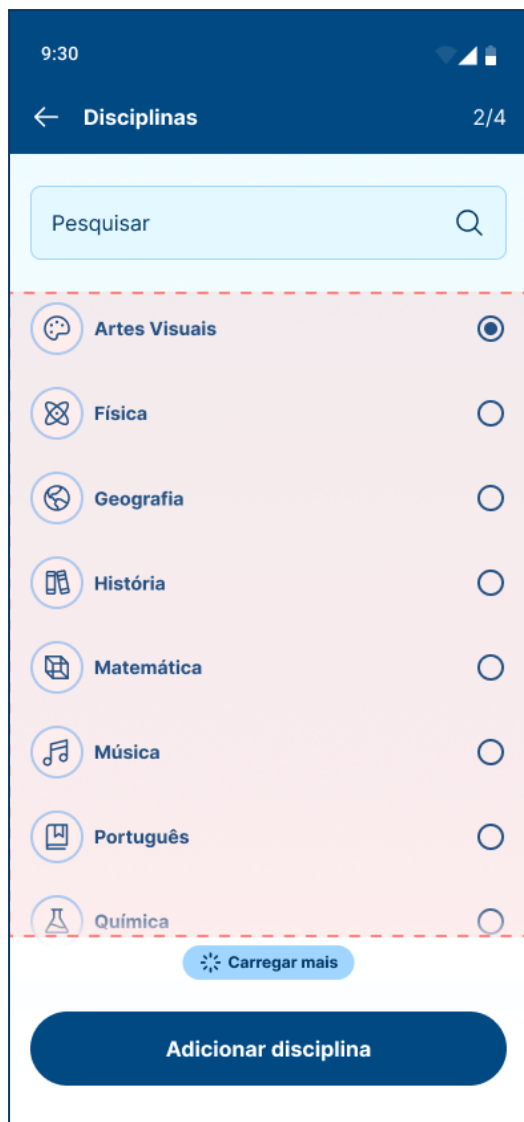 9:30
Disciplinas 2/4
Pesquisar
Artes Visuais
Física
Geografia
História
Matemática
Música
Português
Química
Carregar mais
Adicionar disciplina